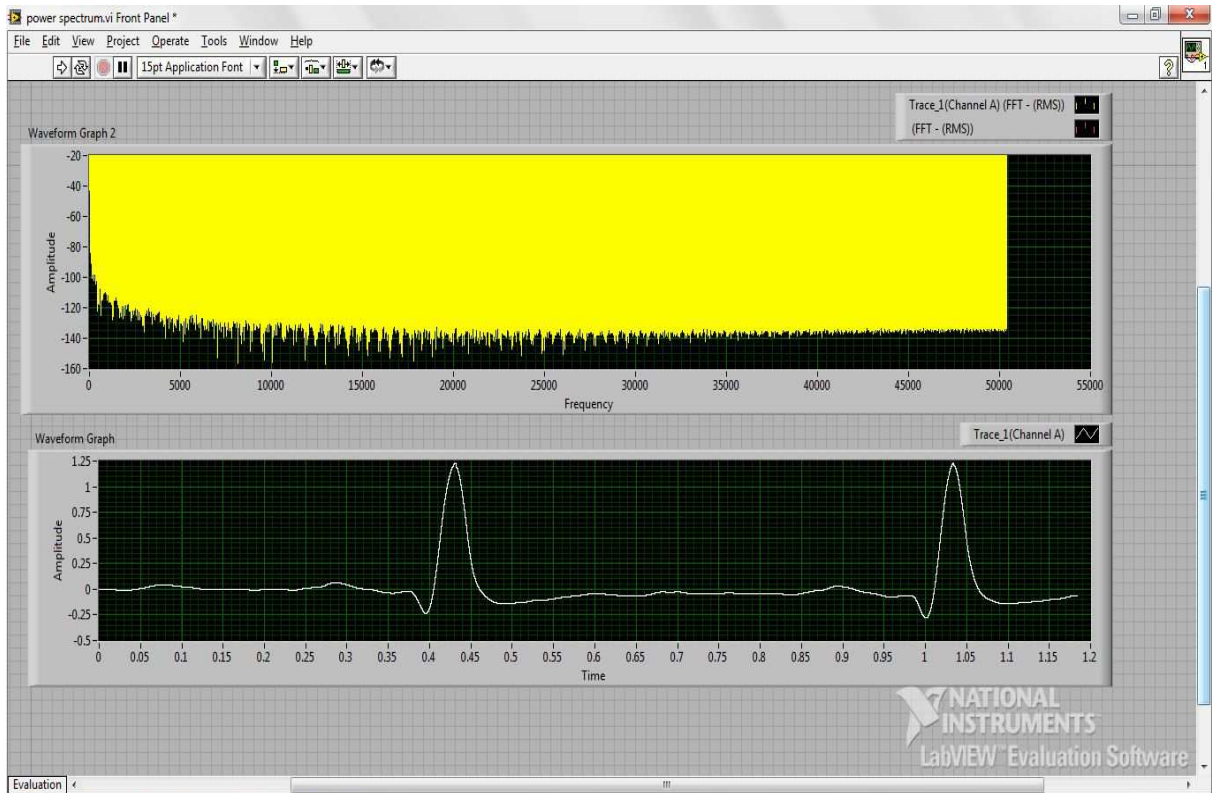 power spectrum.vi Front Panel *
File Edit View Project Operate Tools Window Help
15pt Application Font
1
Trace_1(Channel A) (FFT - (RMS))
(FFT - (RMS))
Waveform Graph 2
-20
-40
-60
-80
-100
-120
-140
-160
Amplitude
0 5000 10000 15000 20000 25000 30000 35000 40000 45000 50000 55000
Frequency
Waveform Graph
Trace_1(Channel A)
1.25
1
0.75
0.5
0.25
0
-0.25
-0.5
Amplitude
0 0.05 0.1 0.15 0.2 0.25 0.3 0.35 0.4 0.45 0.5 0.55 0.6 0.65 0.7 0.75 0.8 0.85 0.9 0.95 1 1.05 1.1 1.15 1.2
Time
NATIONAL
INSTRUMENTS
LabVIEW™ Evaluation Software
Evaluation